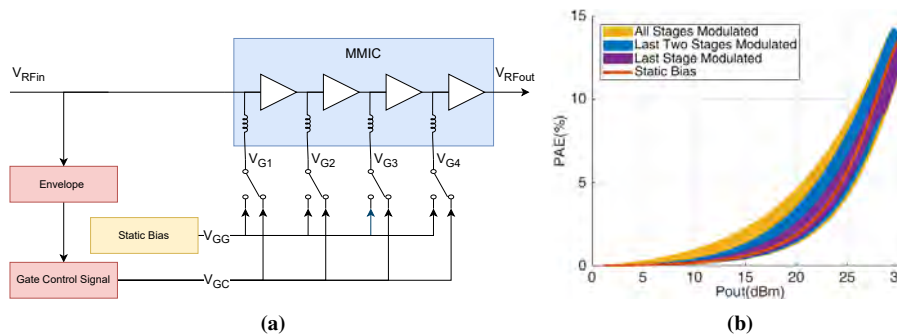 MMIC
V_RFin
V_RFout
V_G1
V_G2
V_G3
V_G4
Envelope
Static Bias
V_GG
Gate Control Signal
V_GC
(a)
15
10
5
0
PAE(%)
All Stages Modulated
Last Two Stages Modulated
Last Stage Modulated
Static Bias
0 5 10 15 20 25
Pout(dBm)
(b)